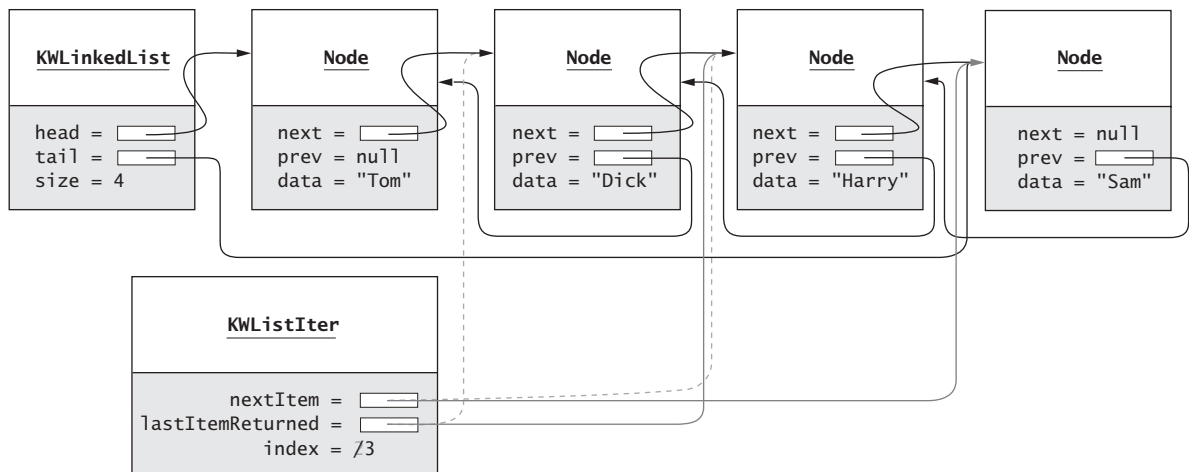 KWLinkedList
head =
tail =
size = 4
Node
next =
prev = null
data = "Tom"
Node
next =
prev =
data = "Dick"
Node
next =
prev =
data = "Harry"
Node
next = null
prev =
data = "Sam"
KWListIter
nextItem =
lastItemReturned =
index = 3